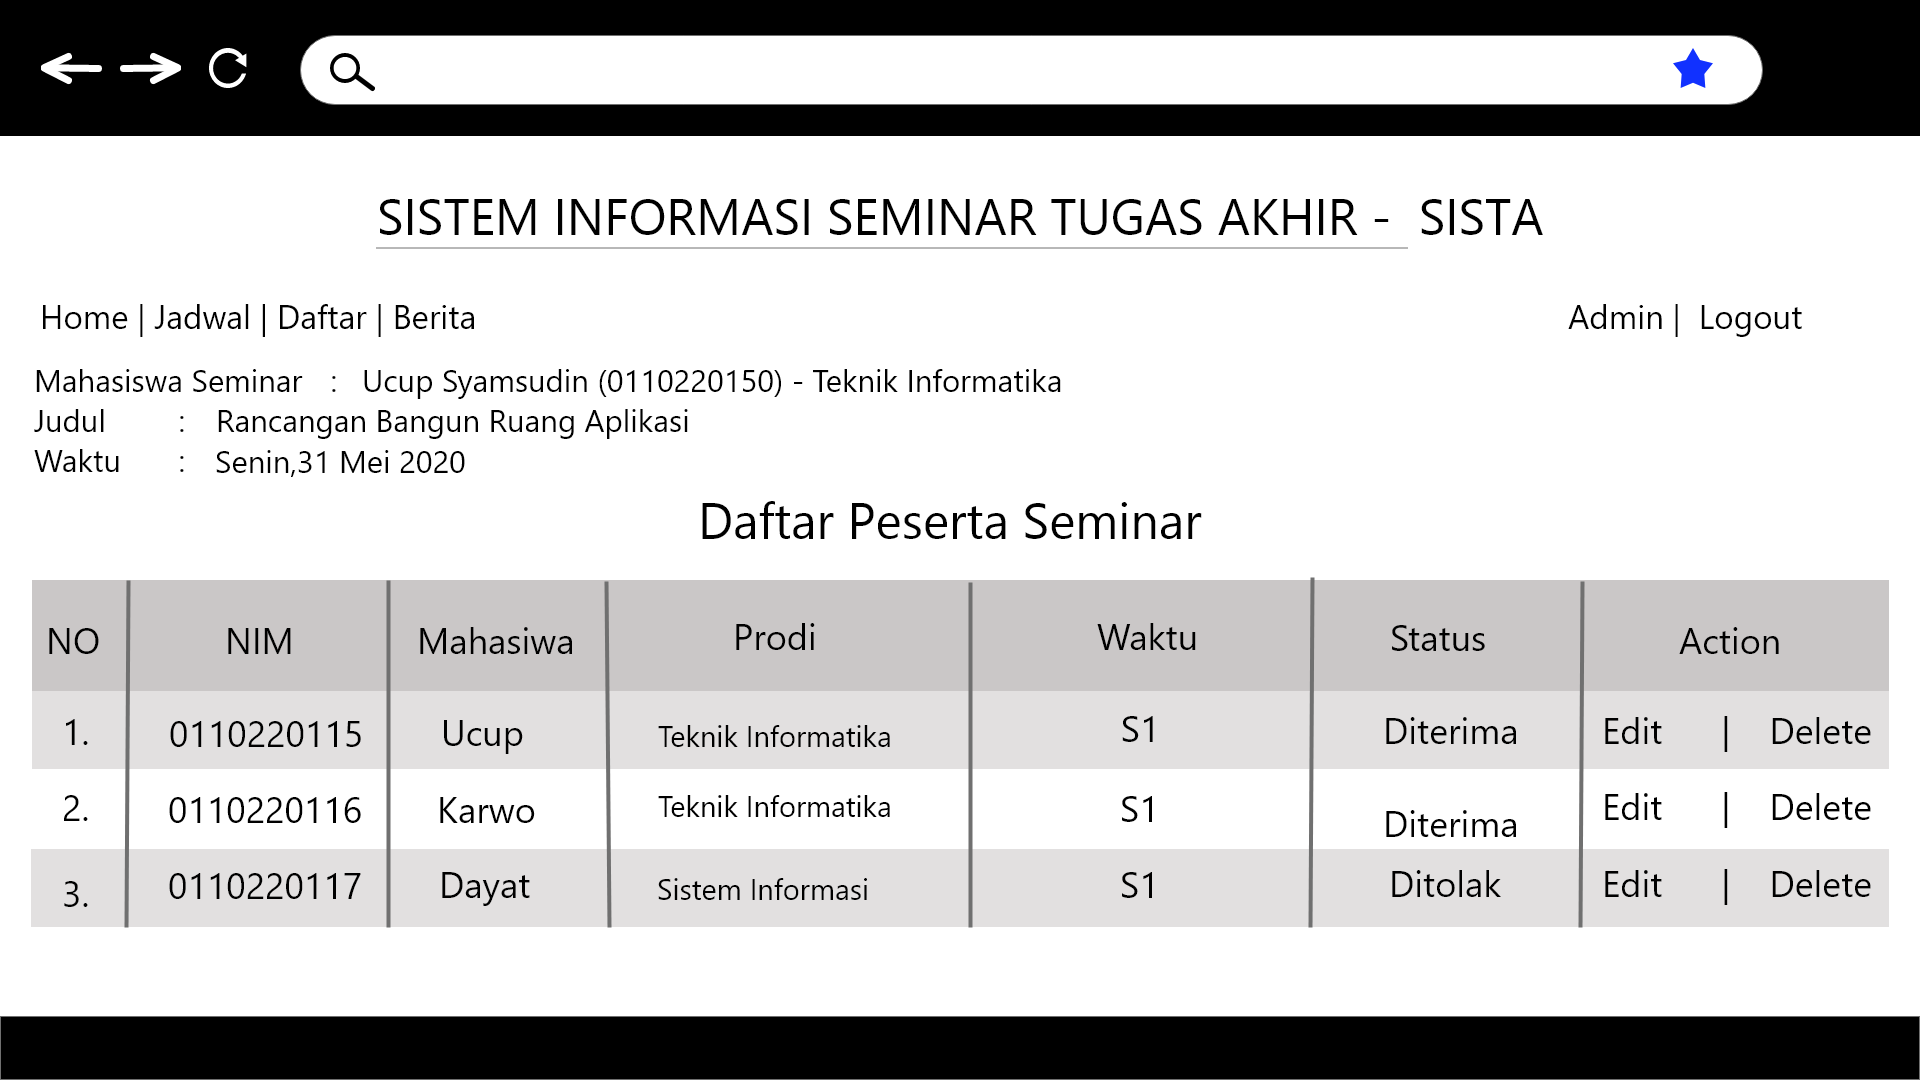 SISTEM INFORMASI SEMINAR TUGAS AKHIR - SISTA
Home | Jadwal | Daftar | Berita Admin | Logout
Mahasiswa Seminar : Ucup Syamsudin (0110220150) - Teknik Informatika
Judul : Rancangan Bangun Ruang Aplikasi
Waktu : Senin,31 Mei 2020
Daftar Peserta Seminar
NO NIM Mahasiwa Prodi Waktu Status Action
1. 0110220115 Ucup Teknik Informatika S1 Diterima Edit | Delete
2. 0110220116 Karwo Teknik Informatika S1 Diterima Edit | Delete
3. 0110220117 Dayat Sistem Informasi S1 Ditolak Edit | Delete